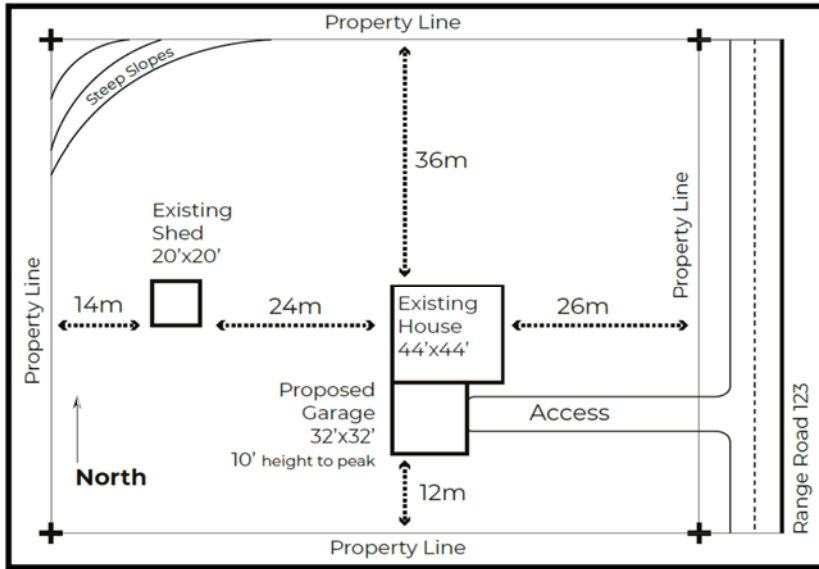 Property Line
Steep Slopes
36m
Existing
Shed
20'x20'
Property Line
Property Line
14m
24m
Existing
House
44'x44'
26m
Proposed
Garage
32'x32'
10' height to peak
Access
North
12m
Range Road 123
Property Line